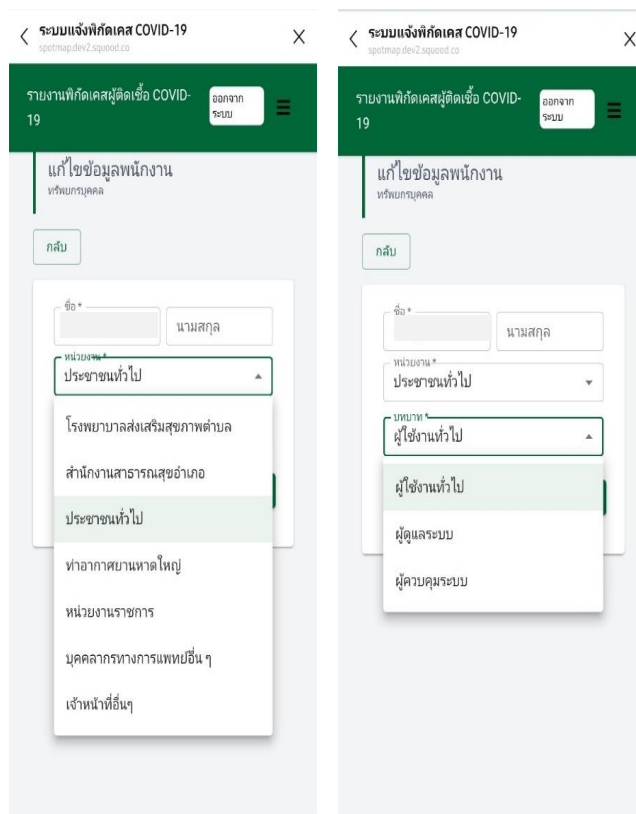 ระบบแจ้งพิกัดเคส COVID-19
spotmap.dev2.squood.co
รายงานพิกัดเคสผู้ติดเชื้อ COVID-
19
ออกจาก
ระบบ
แก้ไขข้อมูลพนักงาน
ทรัพยกรบุคคล
กลับ
ชื่อ *
นามสกุล
หน่วยงาน *
ประชาชนทั่วไป
โรงพยาบาลส่งเสริมสุขภาพตำบล
สำนักงานสาธารณสุขอำเภอ
ประชาชนทั่วไป
ท่าอากาศยานหาดใหญ่
หน่วยงานราชการ
บุคคลากรทางการแพทย์อื่น ๆ
เจ้าหน้าที่อื่นๆ
ระบบแจ้งพิกัดเคส COVID-19
spotmap.dev2.squood.co
รายงานพิกัดเคสผู้ติดเชื้อ COVID-
19
ออกจาก
ระบบ
แก้ไขข้อมูลพนักงาน
ทรัพยกรบุคคล
กลับ
ชื่อ *
นามสกุล
หน่วยงาน *
ประชาชนทั่วไป
บทบาท *
ผู้ใช้งานทั่วไป
ผู้ใช้งานทั่วไป
ผู้ดูแลระบบ
ผู้ควบคุมระบบ